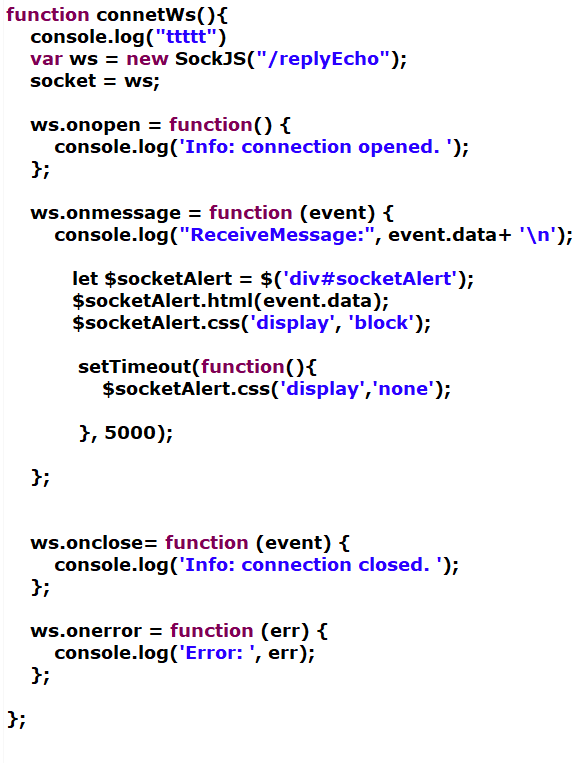 function connetWs(){
console.log("ttttt")
var ws = new SockJS("/replyEcho");
socket = ws;
ws.onopen = function() {
console.log('Info: connection opened. ');
};
ws.onmessage = function (event) {
console.log("ReceiveMessage:", event.data+ '\n');
let $socketAlert = $('div#socketAlert');
$socketAlert.html(event.data);
$socketAlert.css('display', 'block');
setTimeout(function(){
$socketAlert.css('display','none');
}, 5000);
};
ws.onclose= function (event) {
console.log('Info: connection closed. ');
};
ws.onerror = function (err) {
console.log('Error: ', err);
};
};